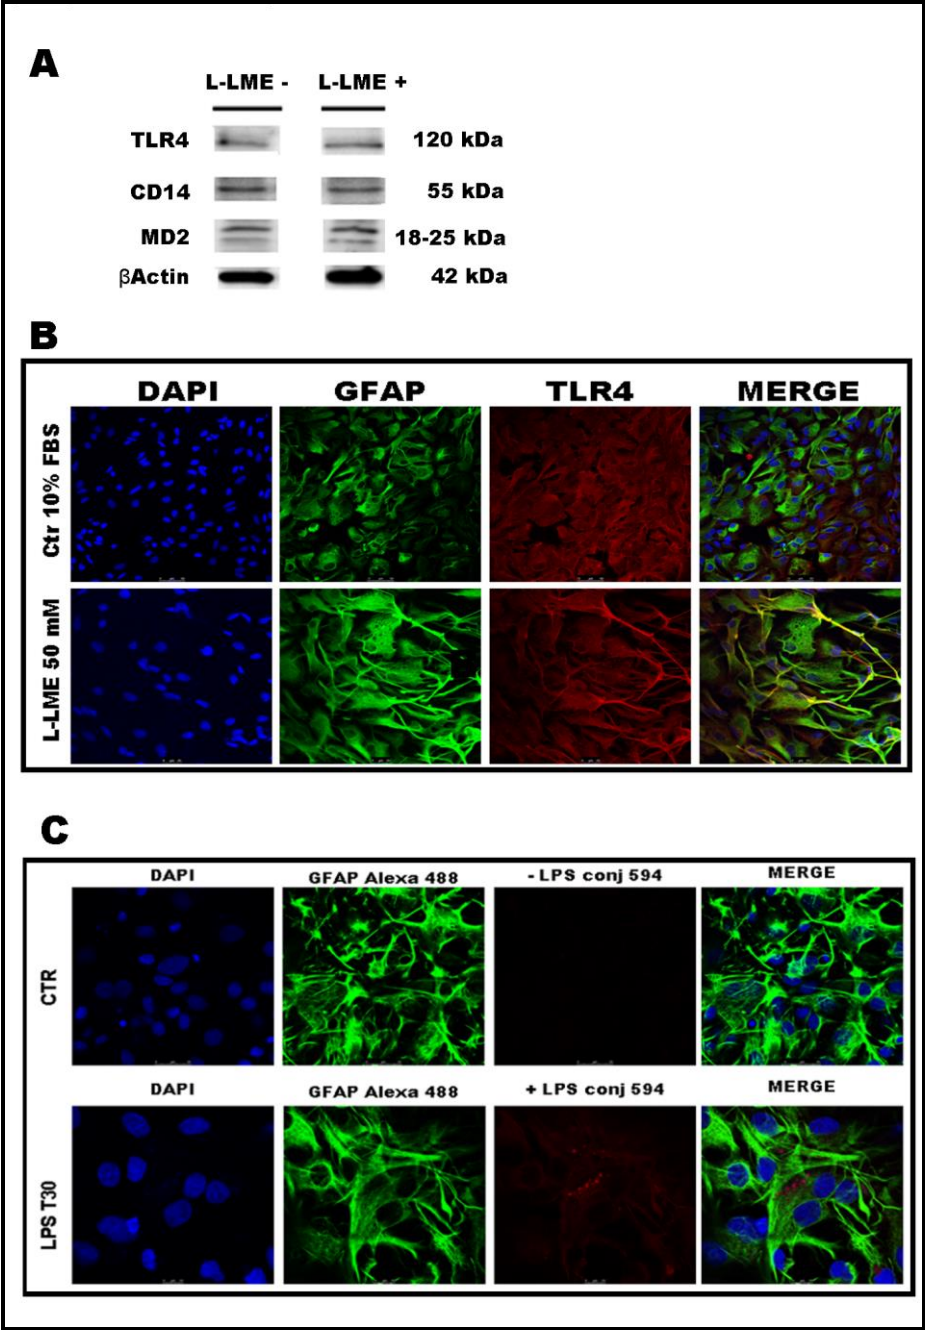 A
L-LME - L-LME +
TLR4 120 kDa
CD14 55 kDa
MD2 18-25 kDa
βActin 42 kDa
B
DAPI GFAP TLR4 MERGE
Ctr 10% FBS
L-LME 50 mM
C
DAPI GFAP Alexa 488 - LPS conj 594 MERGE
CTR
DAPI GFAP Alexa 488 + LPS conj 594 MERGE
LPS T30